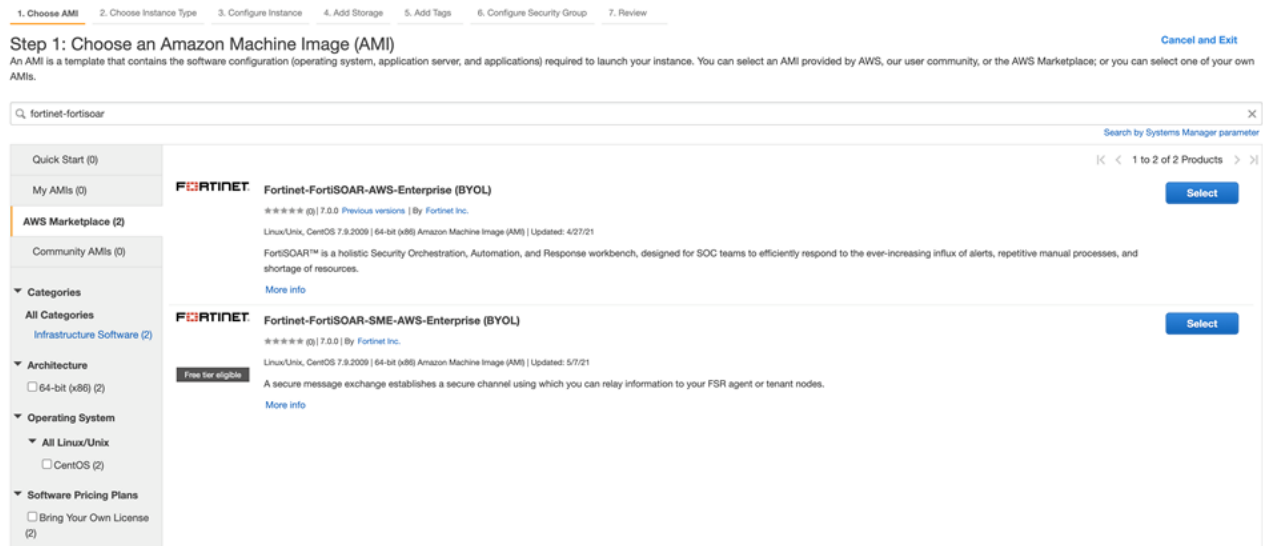 1. Choose AMI 2. Choose Instance Type 3. Configure Instance 4. Add Storage 5. Add Tags 6. Configure Security Group 7. Review
Step 1: Choose an Amazon Machine Image (AMI)
Cancel and Exit
An AMI is a template that contains the software configuration (operating system, application server, and applications) required to launch your instance. You can select an AMI provided by AWS, our user community, or the AWS Marketplace; or you can select one of your own
AMIs.
fortinet-fortisoar
Search by Systems Manager parameter
Quick Start (0)
My AMIs (0)
AWS Marketplace (2)
Community AMIs (0)
Categories
All Categories
Infrastructure Software (2)
Architecture
64-bit (x86) (2)
Operating System
All Linux/Unix
CentOS (2)
Software Pricing Plans
Bring Your Own License
(2)
1 to 2 of 2 Products
FORTINET
Fortinet-FortiSOAR-AWS-Enterprise (BYOL)
Select
(0) | 7.0.0 Previous versions | By Fortinet Inc.
Linux/Unix, CentOS 7.9.2009 | 64-bit (x86) Amazon Machine Image (AMI) | Updated: 4/27/21
FortiSOAR™ is a holistic Security Orchestration, Automation, and Response workbench, designed for SOC teams to efficiently respond to the ever-increasing influx of alerts, repetitive manual processes, and
shortage of resources.
More info
FORTINET
Fortinet-FortiSOAR-SME-AWS-Enterprise (BYOL)
Select
(0) | 7.0.0 | By Fortinet Inc.
Linux/Unix, CentOS 7.9.2009 | 64-bit (x86) Amazon Machine Image (AMI) | Updated: 5/7/21
Free tier eligible
A secure message exchange establishes a secure channel using which you can relay information to your FSR agent or tenant nodes.
More info